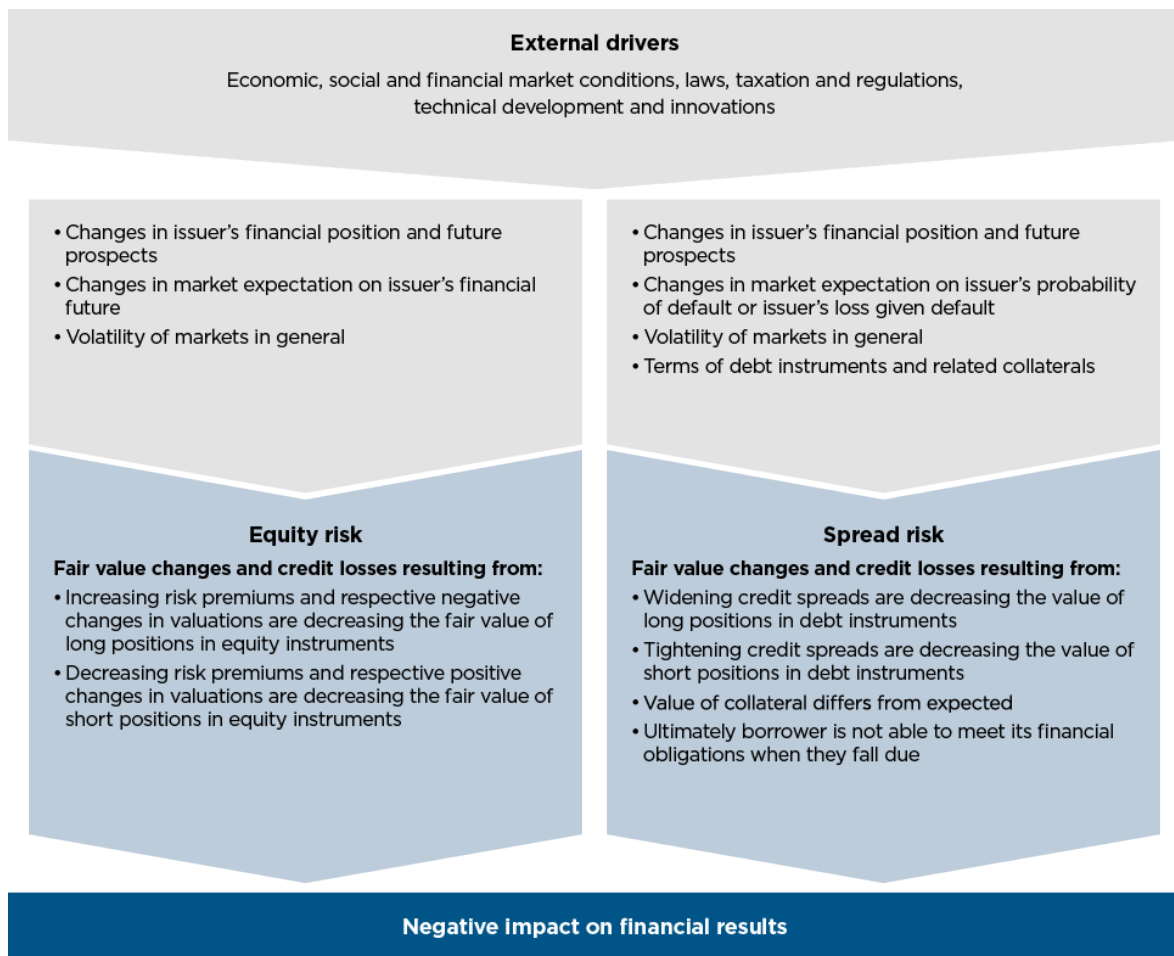 External drivers
Economic, social and financial market conditions, laws, taxation and regulations,
technical development and innovations
• Changes in issuer’s financial position and future
prospects
• Changes in market expectation on issuer’s financial
future
• Volatility of markets in general
• Changes in issuer’s financial position and future
prospects
• Changes in market expectation on issuer’s probability
of default or issuer’s loss given default
• Volatility of markets in general
• Terms of debt instruments and related collaterals
Equity risk
Fair value changes and credit losses resulting from:
• Increasing risk premiums and respective negative
changes in valuations are decreasing the fair value of
long positions in equity instruments
• Decreasing risk premiums and respective positive
changes in valuations are decreasing the fair value of
short positions in equity instruments
Spread risk
Fair value changes and credit losses resulting from:
• Widening credit spreads are decreasing the value of
long positions in debt instruments
• Tightening credit spreads are decreasing the value of
short positions in debt instruments
• Value of collateral differs from expected
• Ultimately borrower is not able to meet its financial
obligations when they fall due
Negative impact on financial results